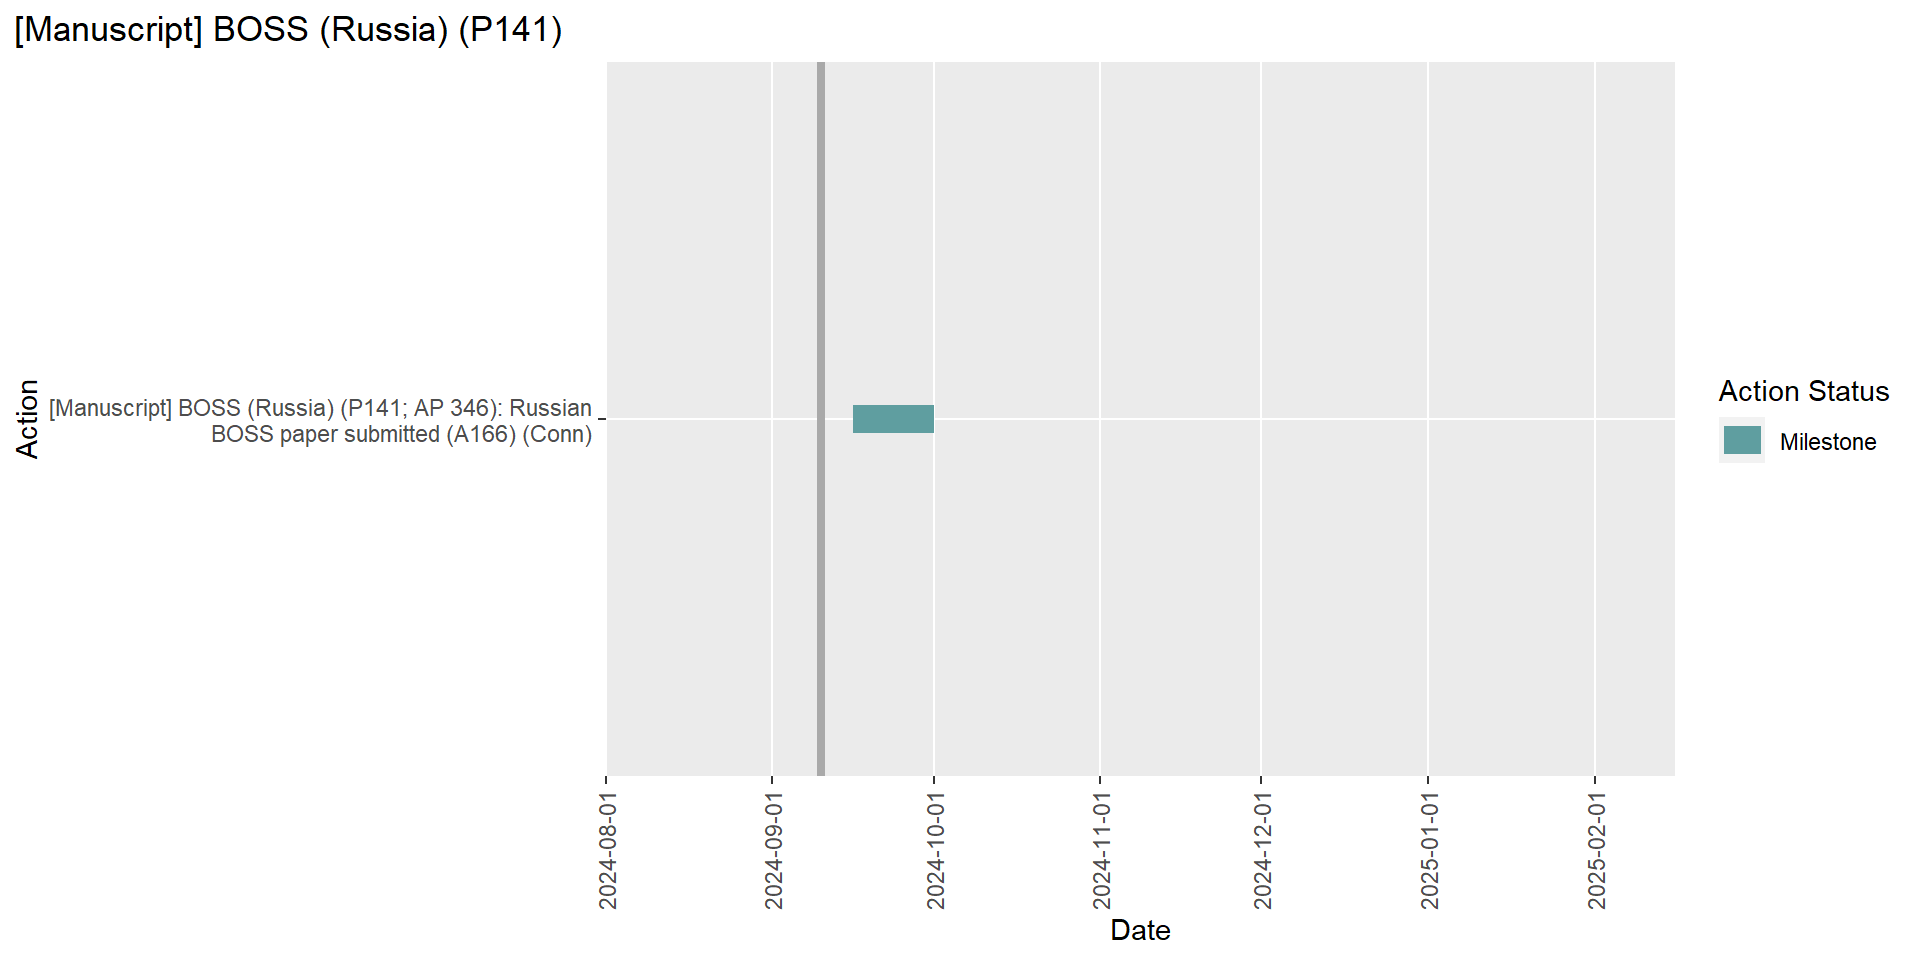 [Manuscript] BOSS (Russia) (P141)
Action
[Manuscript] BOSS (Russia) (P141; AP 346): Russian
BOSS paper submitted (A166) (Conn)
Action Status
Milestone
2024-08-01
2024-09-01
2024-10-01
2024-11-01
2024-12-01
2025-01-01
2025-02-01
Date